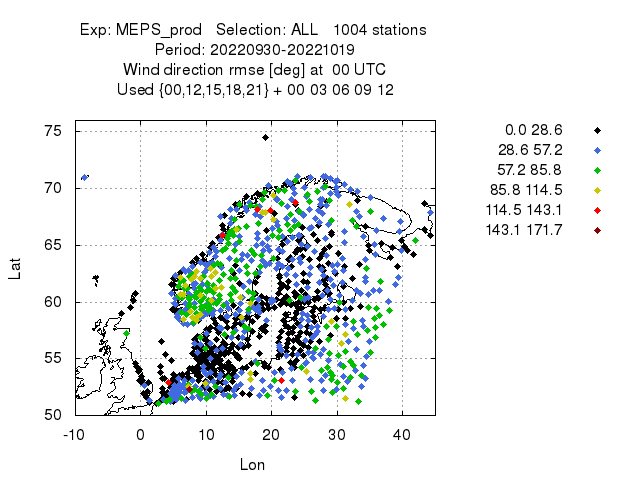 Exp: MEPS_prod   Selection: ALL   1004 stations
Period: 20220930-20221019
Wind direction rmse [deg] at  00 UTC
Used {00,12,15,18,21} + 00 03 06 09 12
0.0 28.6
28.6 57.2
57.2 85.8
85.8 114.5
114.5 143.1
143.1 171.7
75
70
65
60
55
50
Lat
-10 0 10 20 30 40
Lon